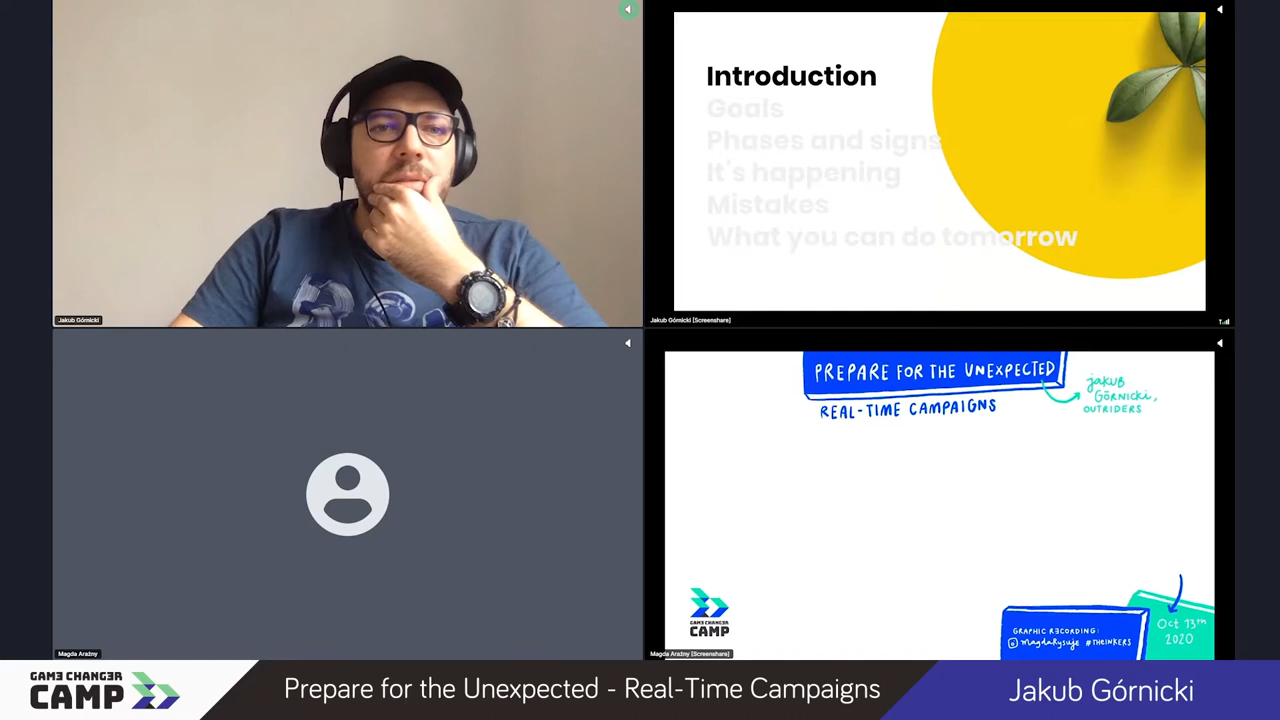 Jakub Górnicki
Introduction
Goals
Phases and signs
It's happening
Mistakes
What you can do tomorrow
Jakub Górnicki [Screenshare]
Magda Arażny
PREPARE FOR THE UNEXPECTED
REAL-TIME CAMPAIGNS
jakub
GÓRNICKI,
OUTRIDERS
GAME CHANGER
CAMP
GRAPHIC RECORDING:
magdaRysuje #THEINKERS
Oct 13th
2020
Magda Arażny [Screenshare]
GAME CHANGER
CAMP
Prepare for the Unexpected - Real-Time Campaigns
Jakub Górnicki